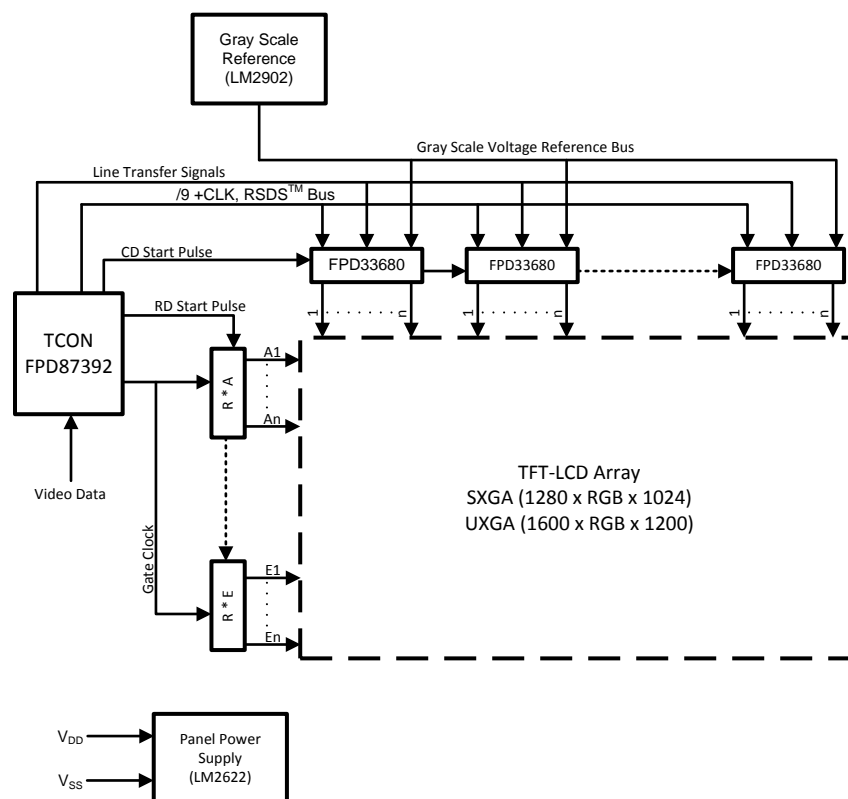 Gray Scale
Reference
(LM2902)
Gray Scale Voltage Reference Bus
Line Transfer Signals
/9 +CLK, RSDS™ Bus
CD Start Pulse
FPD33680
FPD33680
FPD33680
RD Start Pulse
1 . . . . . . . . n
1 . . . . . . . . n
1 . . . . . . . . n
TCON
FPD87392
R * A
A1
An
Video Data
TFT-LCD Array
SXGA (1280 x RGB x 1024)
UXGA (1600 x RGB x 1200)
Gate Clock
R * E
E1
En
VDD
VSS
Panel Power
Supply
(LM2622)